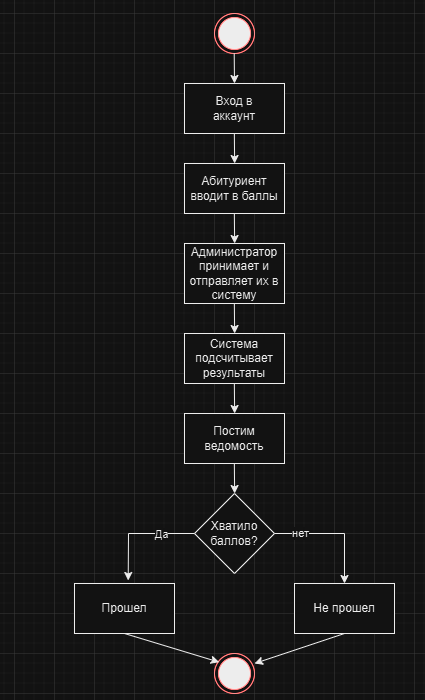 Вход в
аккаунт
Абитуриент
вводит в баллы
Администратор
принимает и
отправляет их в
систему
Система
подсчитывает
результаты
Постим
ведомость
Хватило
баллов?
Да
нет
Прошел
Не прошел